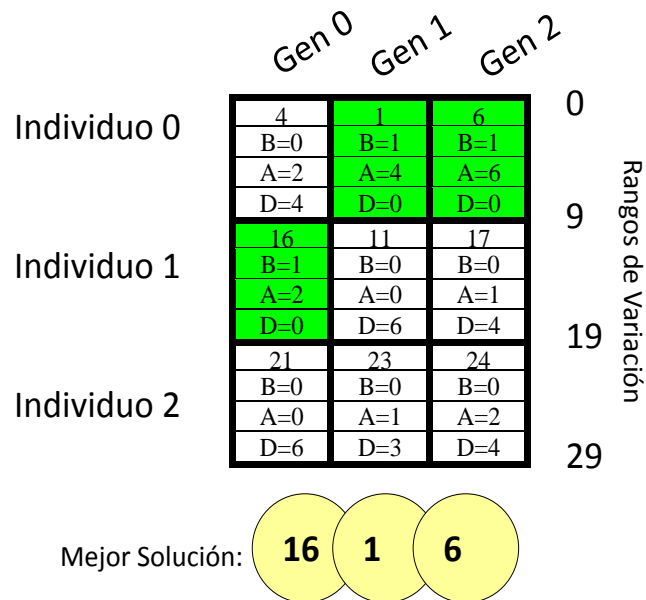 Gen 0 Gen 1 Gen 2
Individuo 0
4 1 6
B=0 B=1 B=1
A=2 A=4 A=6
D=4 D=0 D=0
Individuo 1
16 11 17
B=1 B=0 B=0
A=2 A=0 A=1
D=0 D=6 D=4
Individuo 2
21 23 24
B=0 B=0 B=0
A=0 A=1 A=2
D=6 D=3 D=4
0
9
19
29
Rangos de Variación
Mejor Solución: 16 1 6